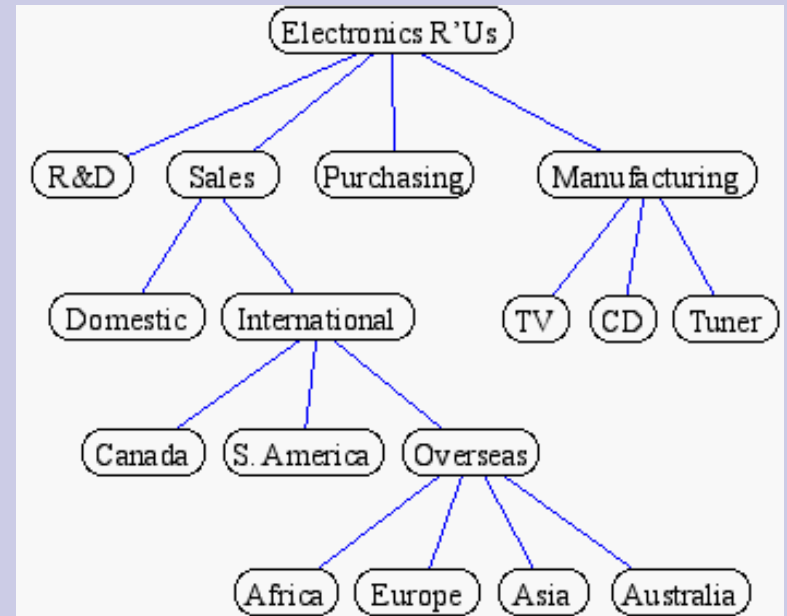 Electronics R'Us
R&D Sales Purchasing Manufacturing
Domestic International TV CD Tuner
Canada S. America Overseas
Africa Europe Asia Australia